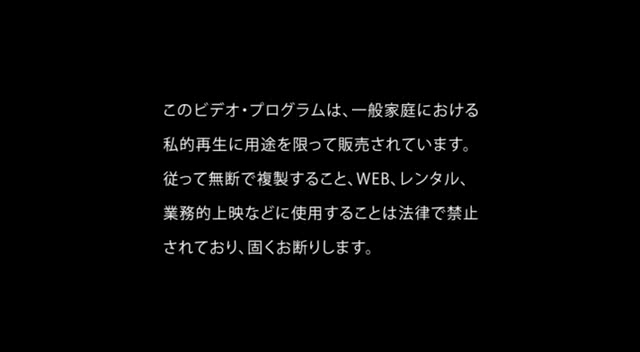 このビデオ・プログラムは、一般家庭における
私的再生に用途を限って販売されています。
従って無断で複製すること、WEB、レンタル、
業務的上映などに使用することは法律で禁止
されており、固くお断りします。